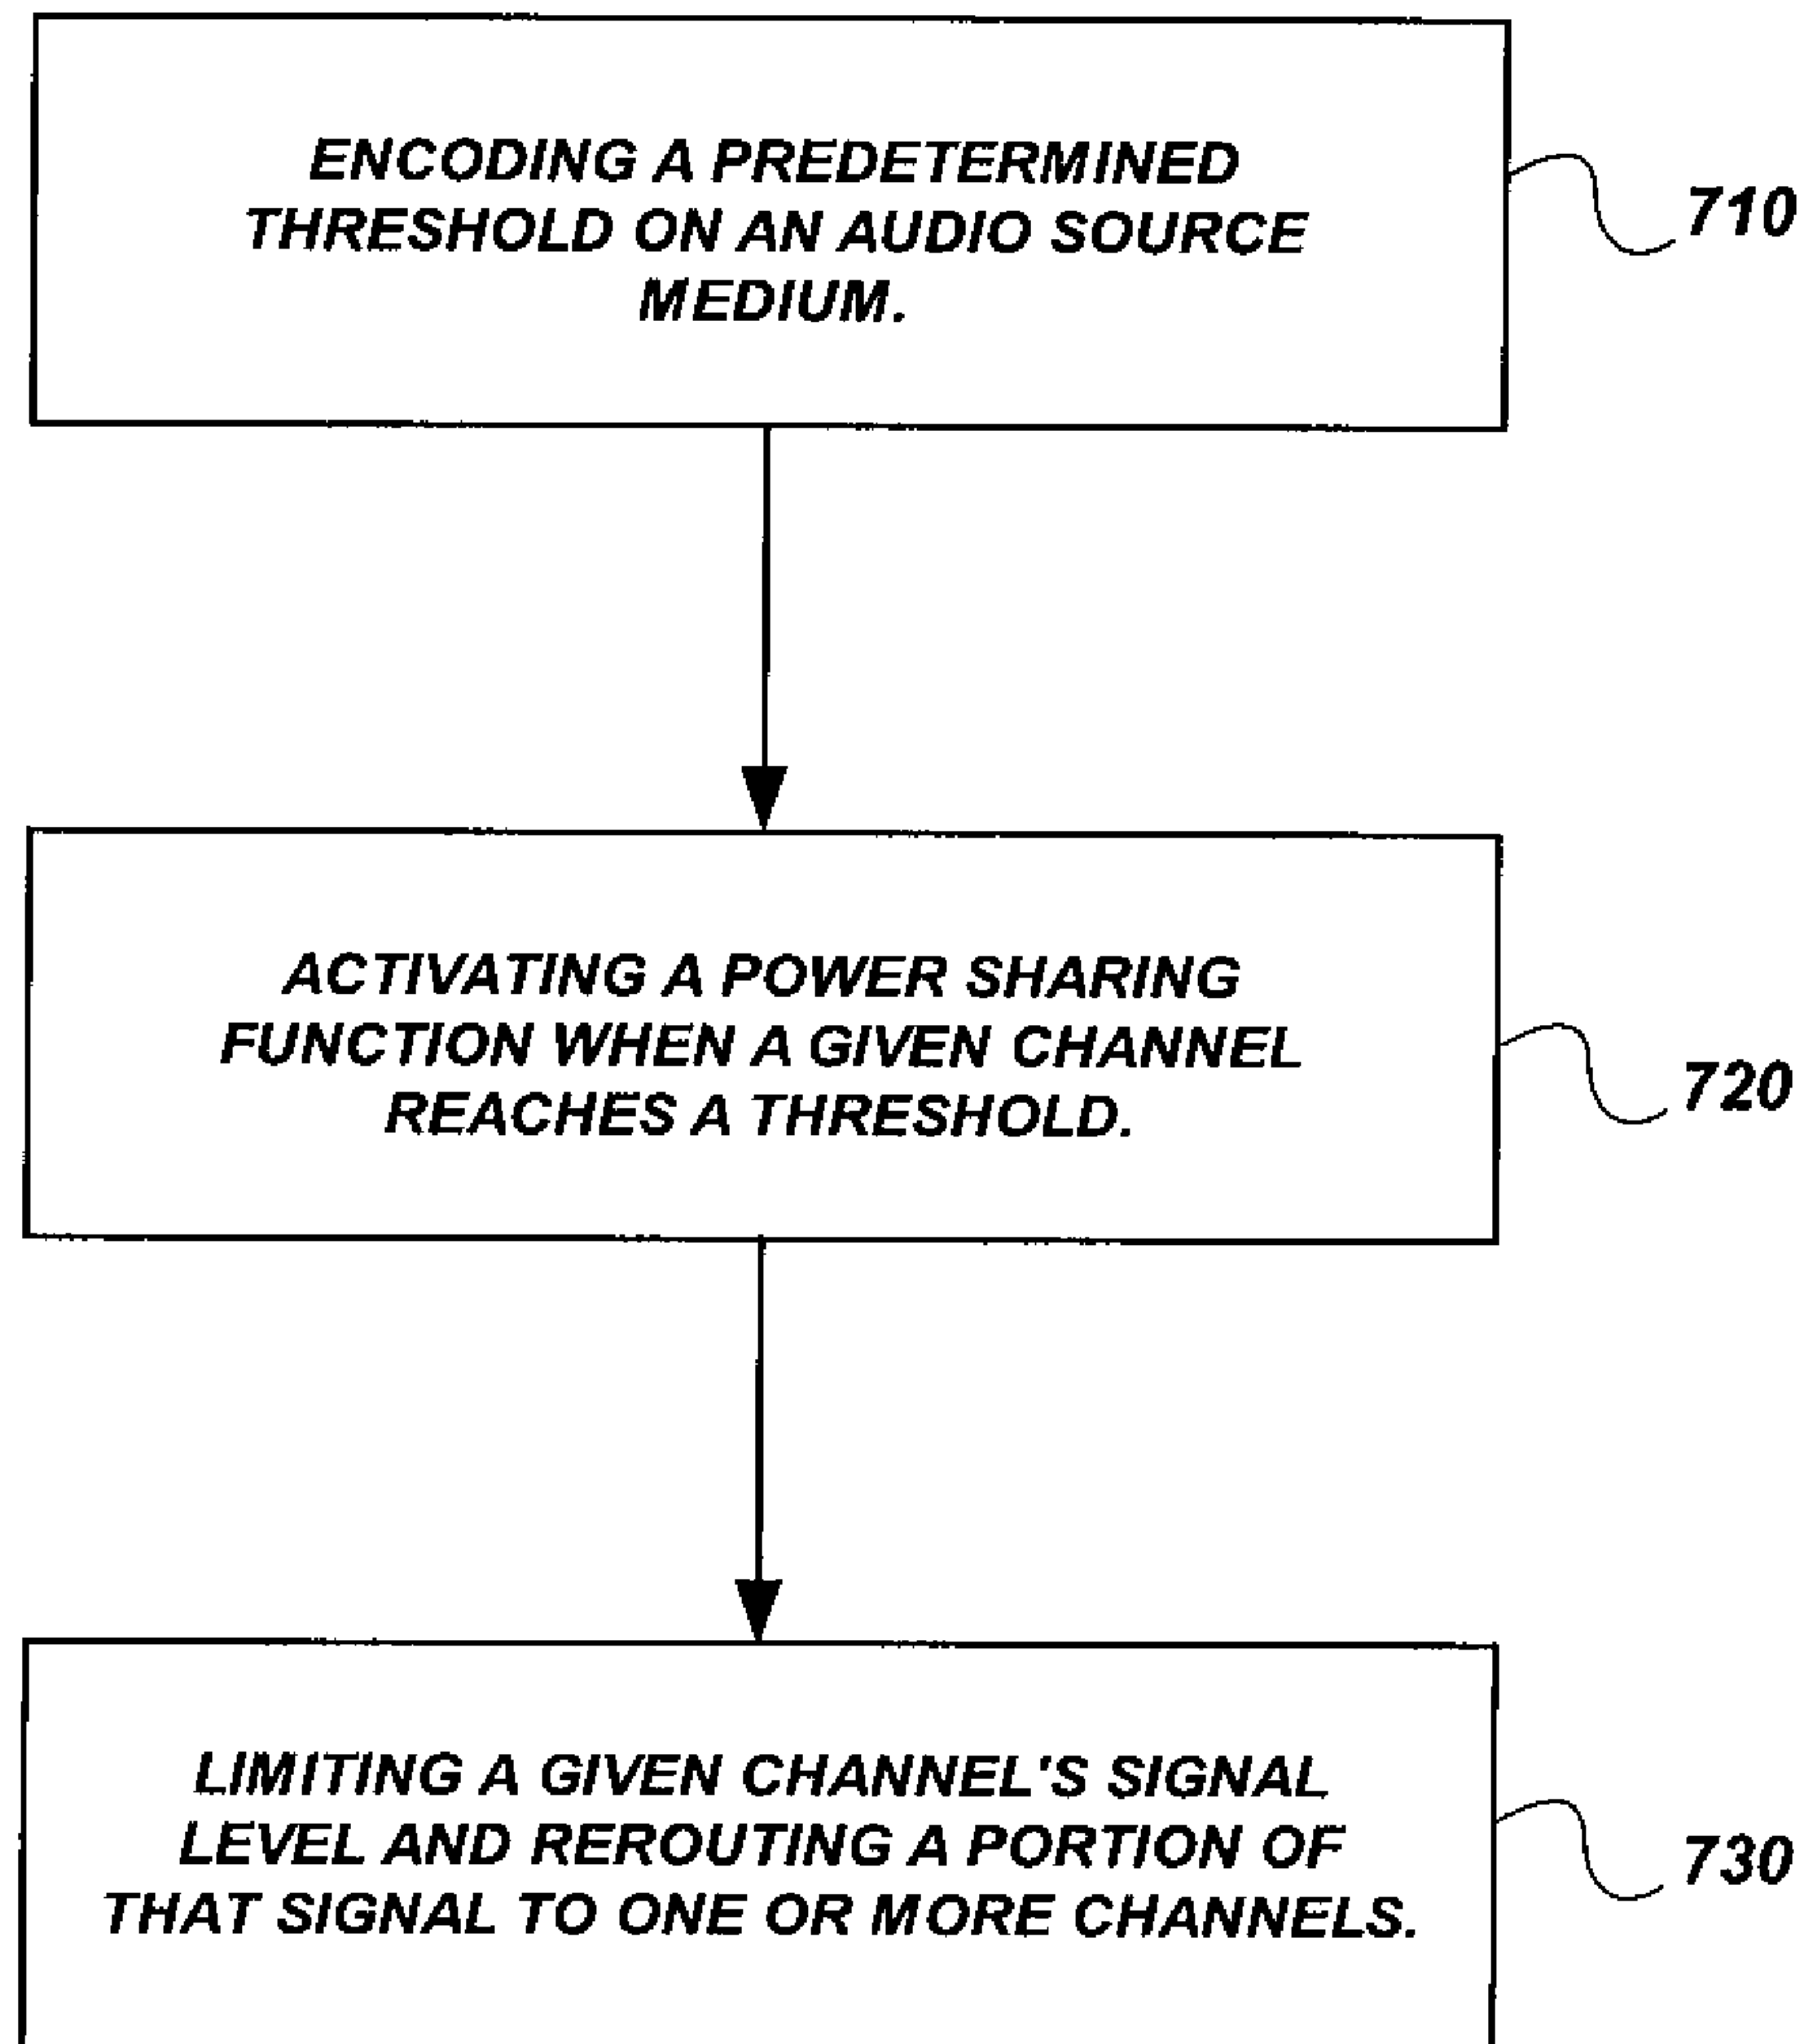 ENCODING A PREDETERMINED
THRESHOLD ON AN AUDIO SOURCE
MEDIUM.
710
ACTIVATING A POWER SHARING
FUNCTION WHEN A GIVEN CHANNEL
REACHES A THRESHOLD.
720
LIMITING A GIVEN CHANNEL'S SIGNAL
LEVEL AND REROUTING A PORTION OF
THAT SIGNAL TO ONE OR MORE CHANNELS.
730